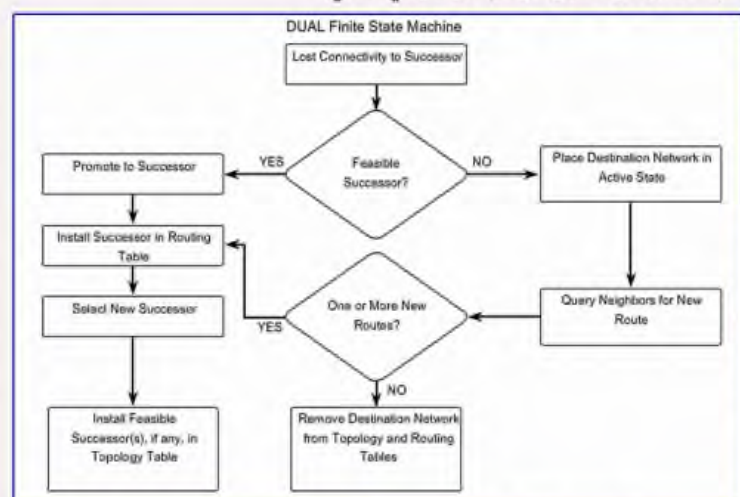 DUAL Finite State Machine
Lost Connectivity to Successor
Feasible
Successor?
YES
NO
Promote to Successor
Place Destination Network in
Active State
Install Successor in Routing
Table
Select New Successor
One or More New
Routes?
YES
NO
Query Neighbors for New
Route
Install Feasible
Successor(s), if any, in
Topology Table
Remove Destination Network
from Topology and Routing
Tables